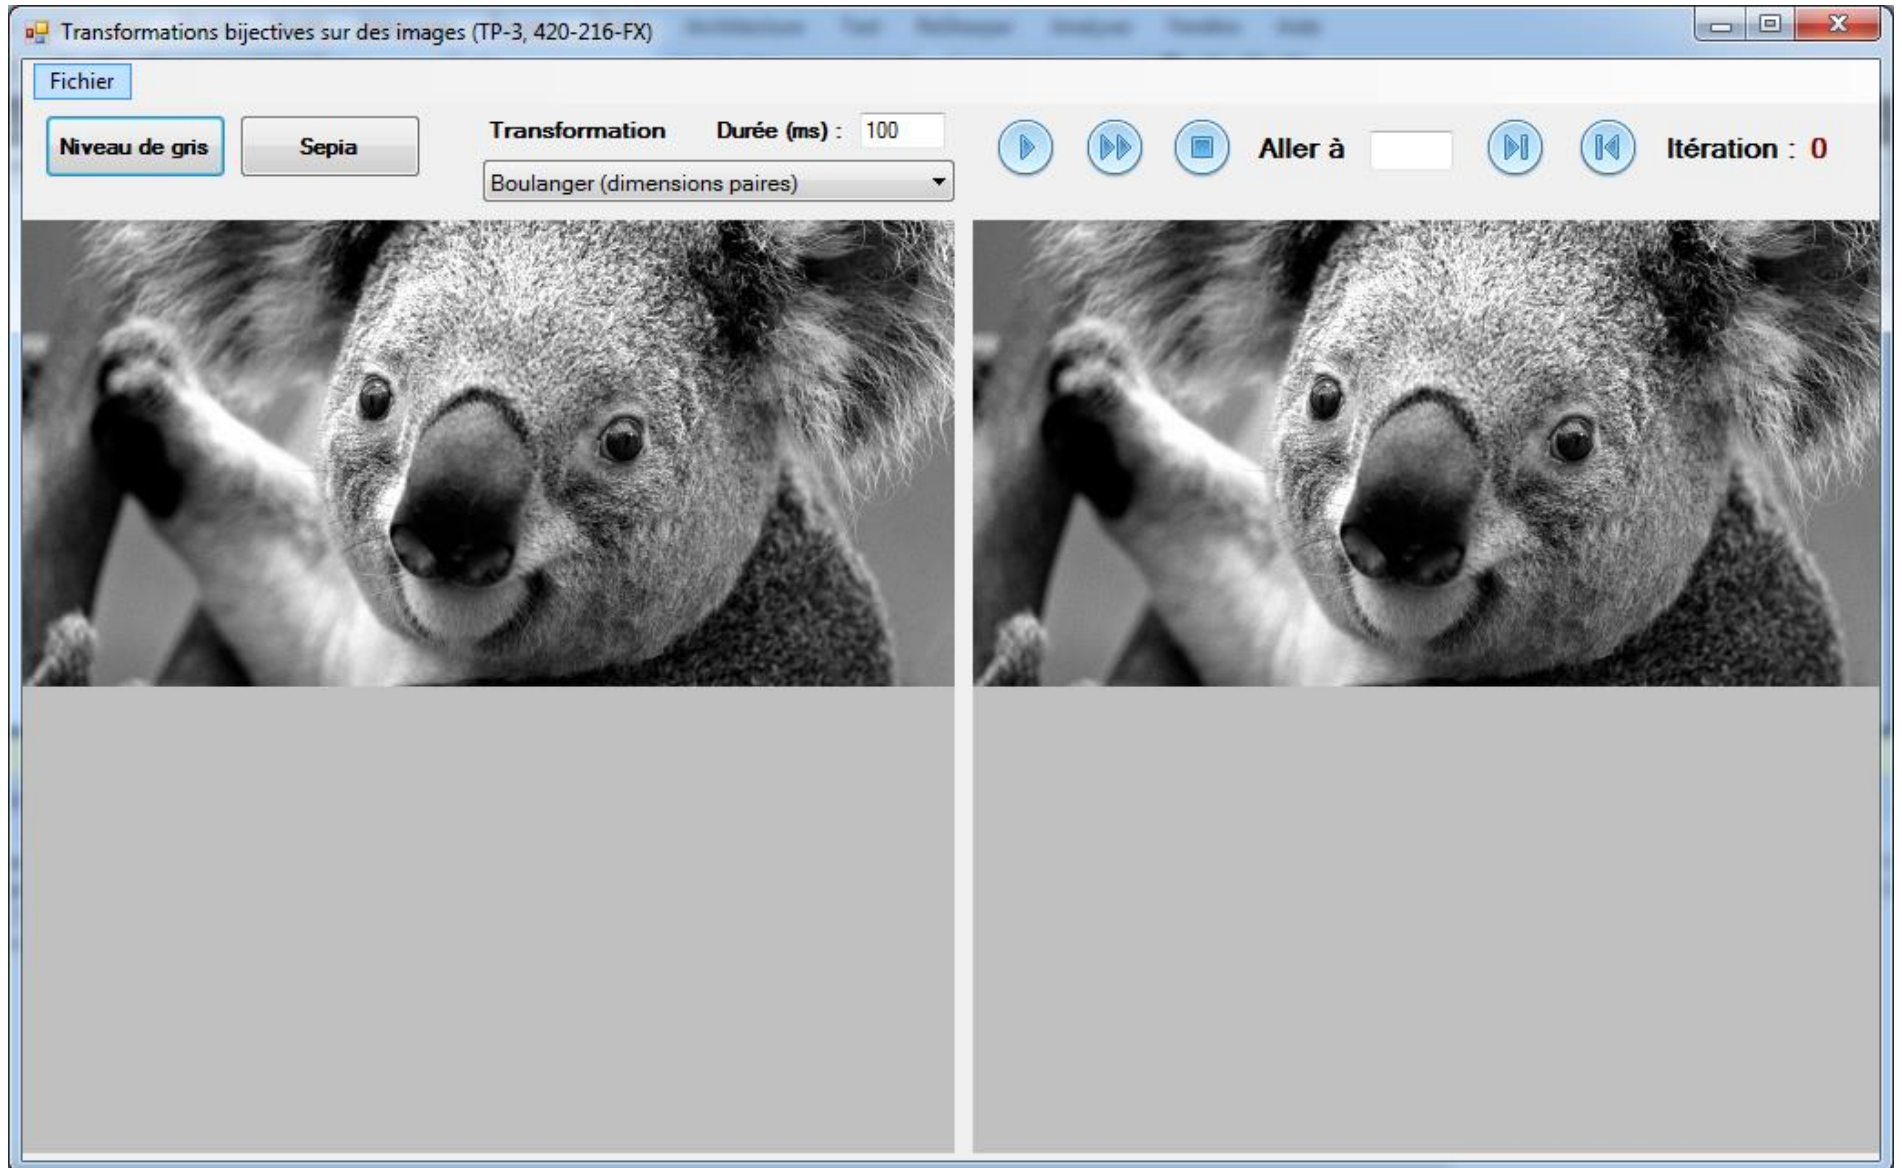 Transformations bijectives sur des images (TP-3, 420-216-FX)
Fichier
Niveau de gris
Sepia
Transformation
Durée (ms) :
100
Boulanger (dimensions paires)
Aller à
Itération : 0